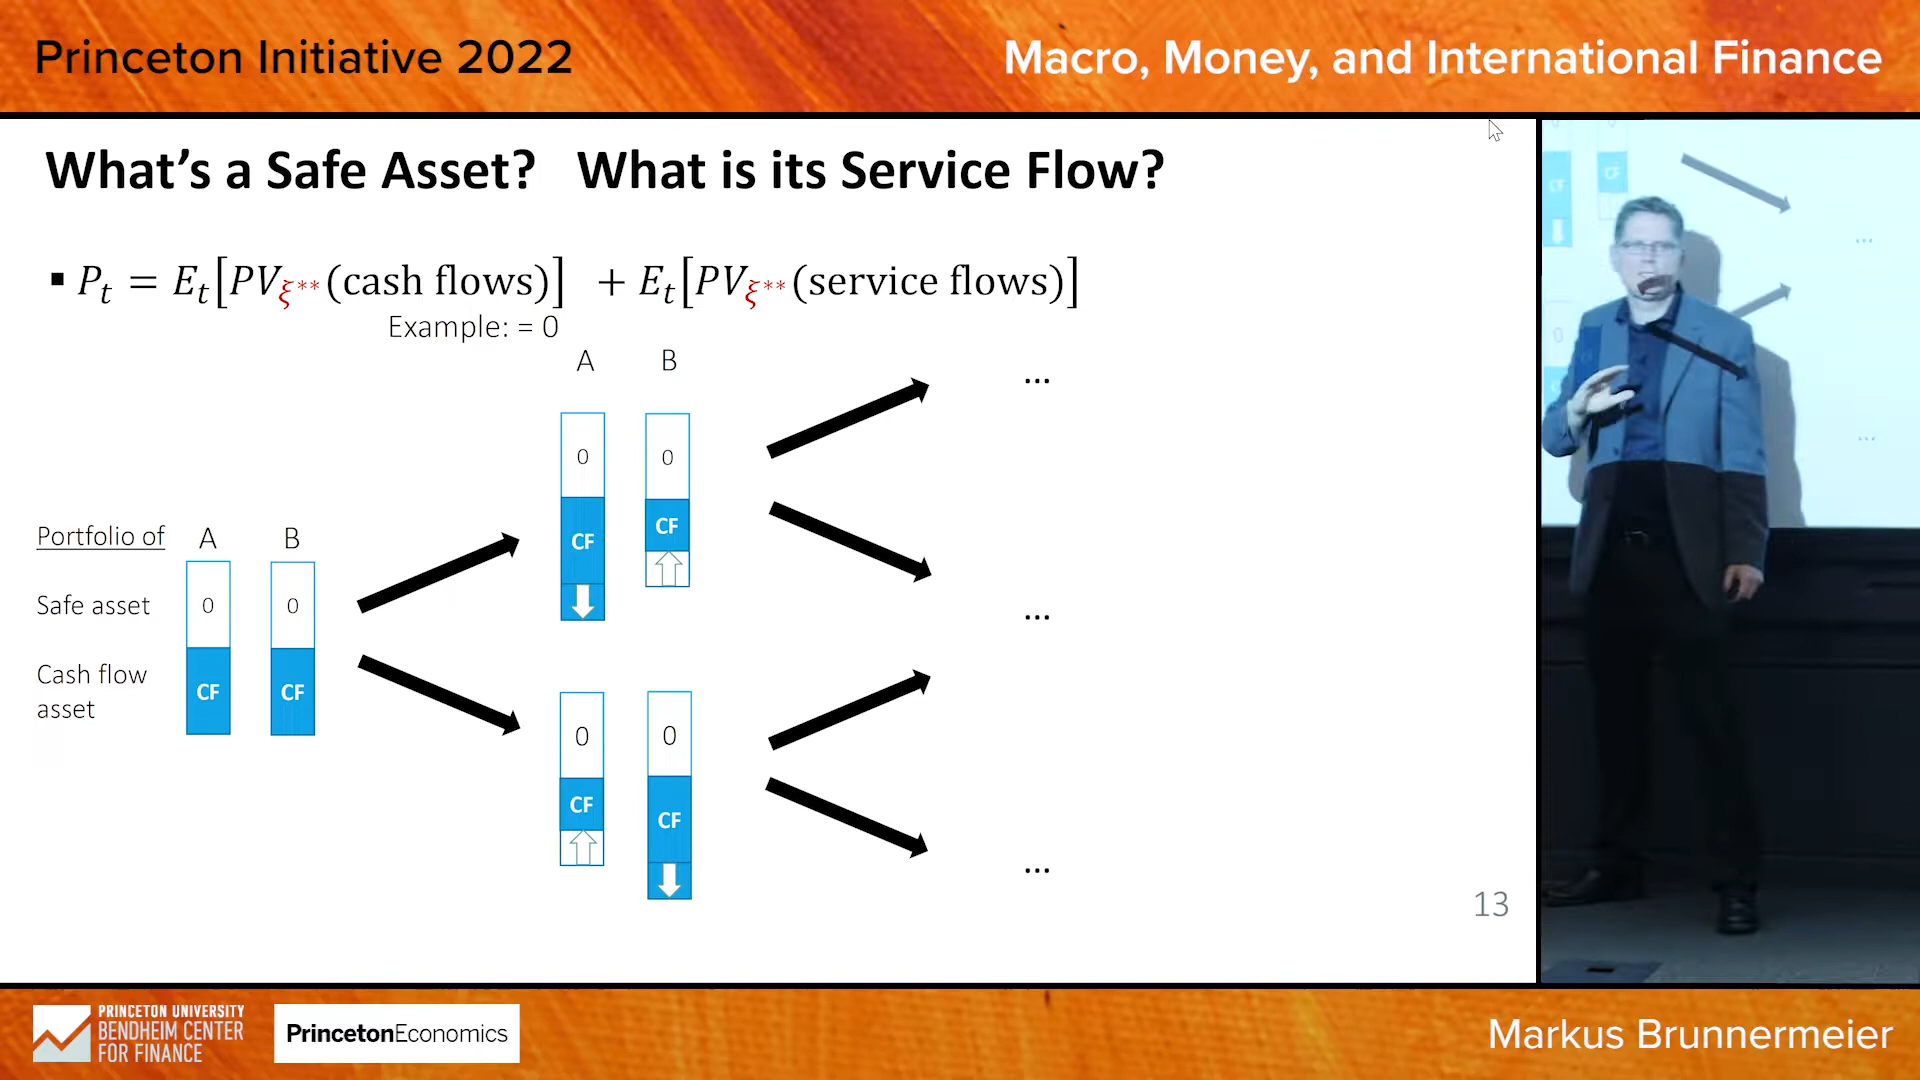 Princeton Initiative 2022
Macro, Money, and International Finance
What's a Safe Asset? What is its Service Flow?
▪ P_t = E_t[PV_ξ**(cash flows)] + E_t[PV_ξ**(service flows)]
Example: = 0
A B
0 0
CF CF
Portfolio of A B
Safe asset 0 0
Cash flow asset CF CF
0 0
CF CF
...
...
...
13
PRINCETON UNIVERSITY
BENDHEIM CENTER
FOR FINANCE
PrincetonEconomics
Markus Brunnermeier